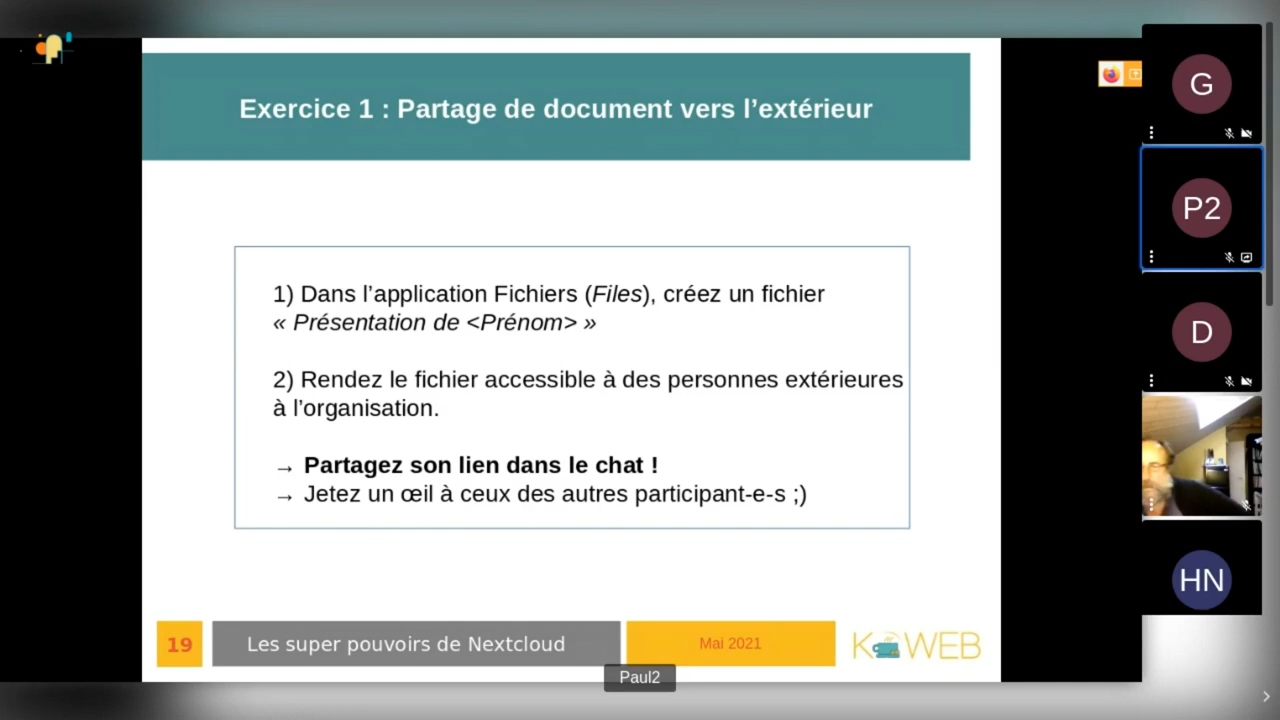 Exercice 1 : Partage de document vers l’extérieur
1) Dans l’application Fichiers (Files), créez un fichier
« Présentation de <Prénom> »
2) Rendez le fichier accessible à des personnes extérieures
à l’organisation.
→ Partagez son lien dans le chat !
→ Jetez un œil à ceux des autres participant-e-s ;)
19
Les super pouvoirs de Nextcloud
Mai 2021
KOWEB
Paul2
G
P2
D
HN